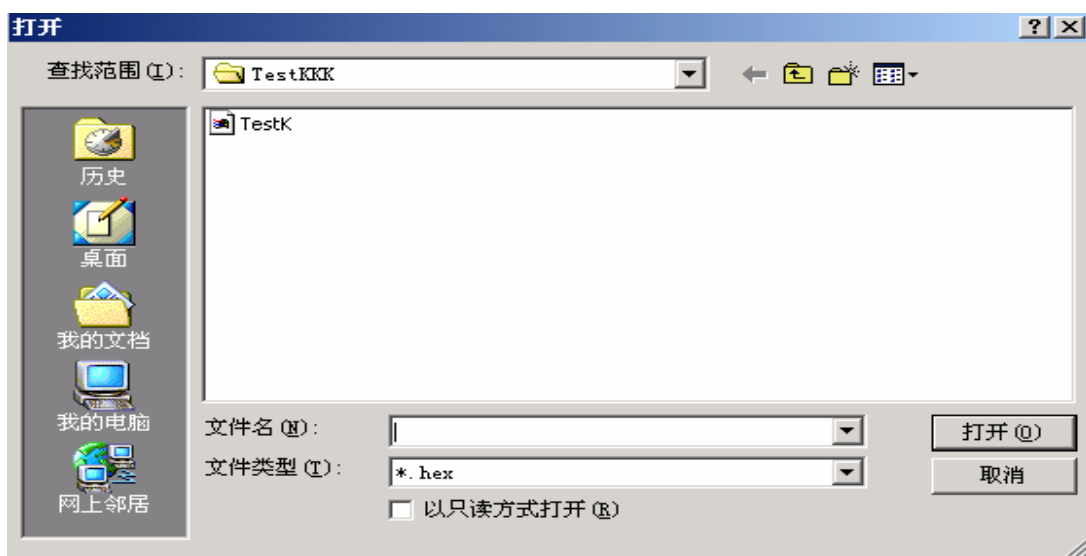 打开
查找范围(I):
TestKKK
TestK
历史
桌面
我的文档
我的电脑
网上邻居
文件名(N):
打开(O)
文件类型(T):
*.hex
取消
以只读方式打开(R)